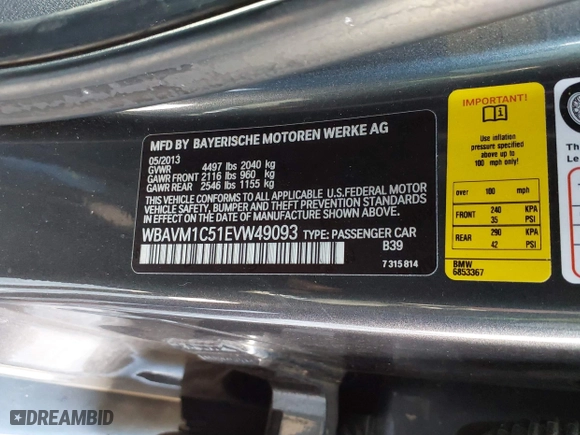 MFD BY BAYERISCHE MOTOREN WERKE AG
05/2013
GVWR 4497 lbs 2040 kg
GAWR FRONT 2116 lbs 960 kg
GAWR REAR 2546 lbs 1155 kg
THIS VEHICLE CONFORMS TO ALL APPLICABLE U.S.FEDERAL MOTOR
VEHICLE SAFETY, BUMPER AND THEFT PREVENTION STANDARDS
IN EFFECT ON THE DATE OF MANUFACTURE SHOWN ABOVE.
WBAVM1C51EVW49093 TYPE: PASSENGER CAR
B39
7315814
IMPORTANT!
Use inflation
pressure specified
above up to
100 mph only!
over 100 mph
FRONT 240 KPA
35 PSI
REAR 290 KPA
42 PSI
BMW
6853367
This
Le
DREAMBID